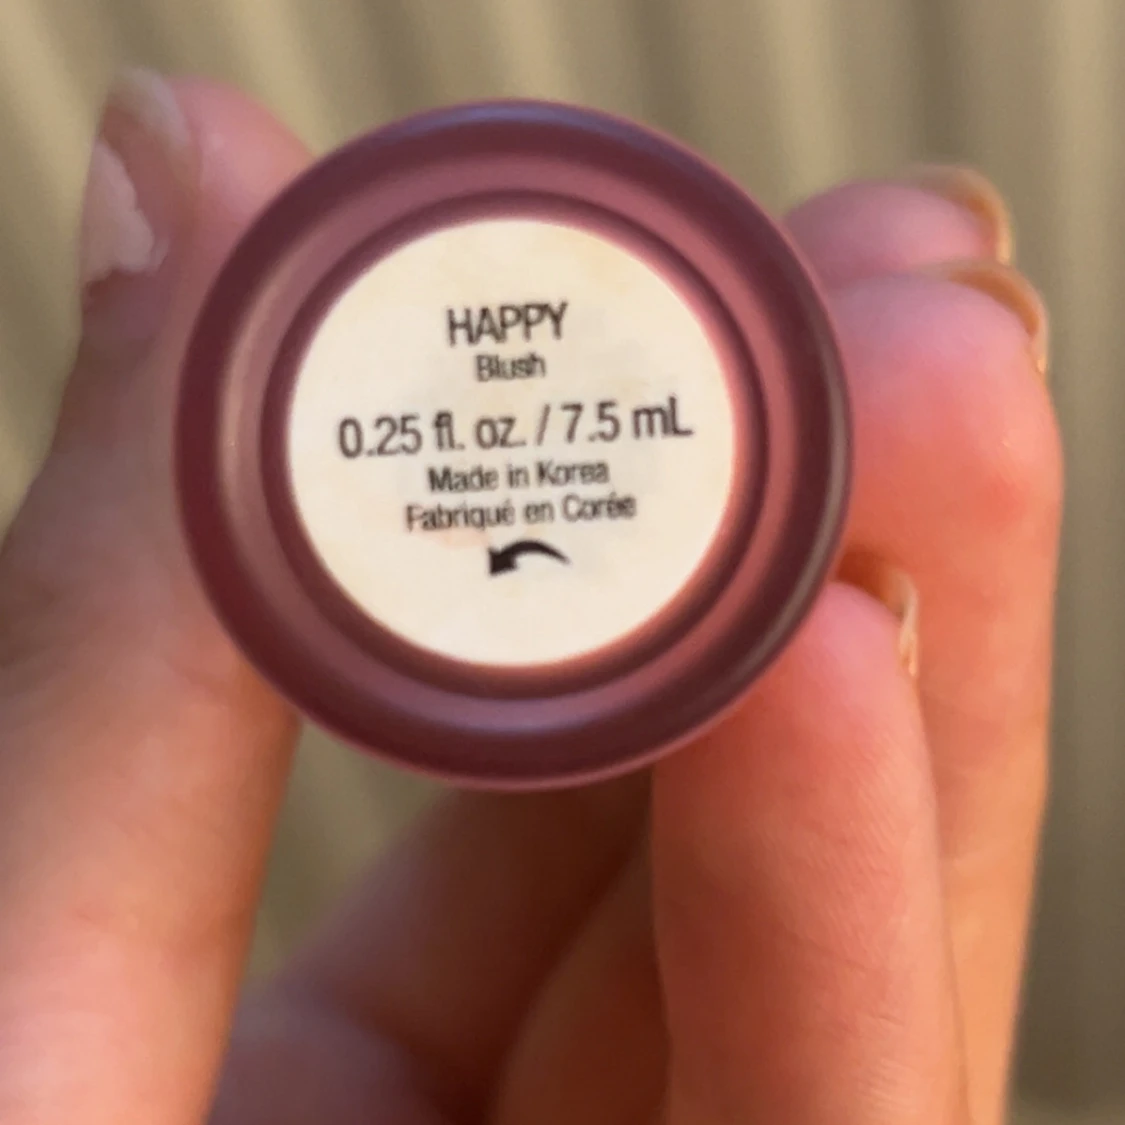 HAPPY
Blush
0.25 fl. oz. / 7.5 mL
Made in Korea
Fabriqué en Corée